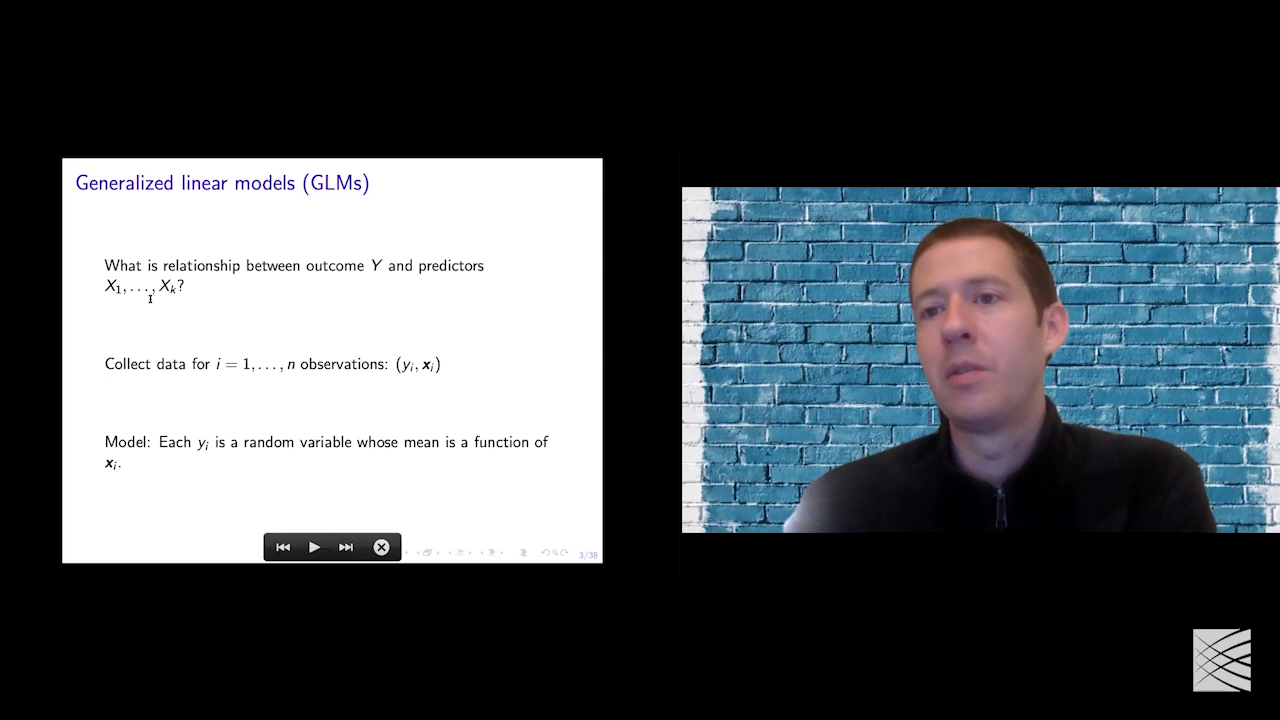 Generalized linear models (GLMs)
What is relationship between outcome Y and predictors
X₁, . . . , Xₖ?
Collect data for i = 1, . . . , n observations: (yᵢ, xᵢ)
Model: Each yᵢ is a random variable whose mean is a function of
xᵢ.
3/38